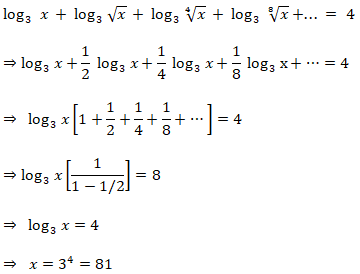 log₃ x + log₃ √x + log₃ ∜x + log₃ ⁸√x +... = 4
⇒ log₃ x + 1/2 log₃ x + 1/4 log₃ x + 1/8 log₃ x + ⋯ = 4
⇒ log₃ x [1 + 1/2 + 1/4 + 1/8 + ⋯] = 4
⇒ log₃ x [1/(1 − 1/2)] = 8
⇒ log₃ x = 4
⇒ x = 3⁴ = 81